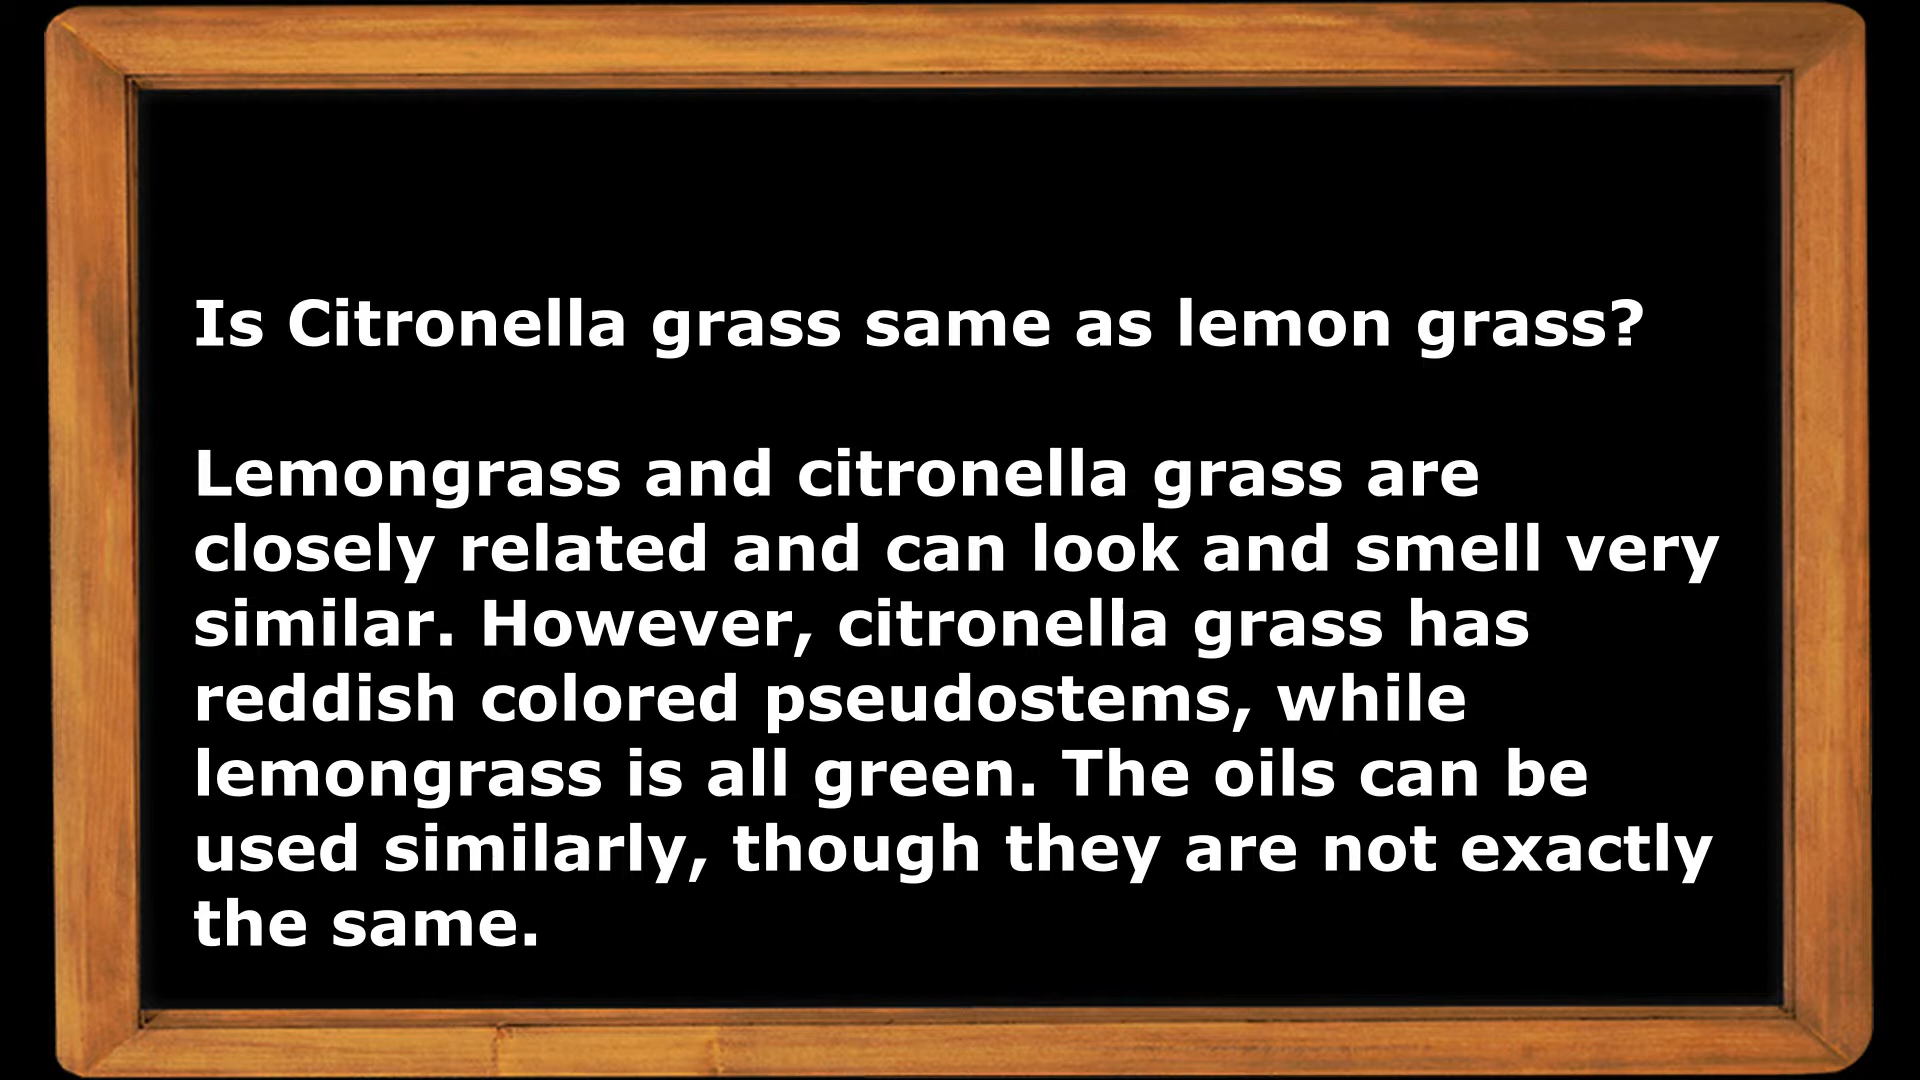 Is Citronella grass same as lemon grass?
Lemongrass and citronella grass are
closely related and can look and smell very
similar. However, citronella grass has
reddish colored pseudostems, while
lemongrass is all green. The oils can be
used similarly, though they are not exactly
the same.